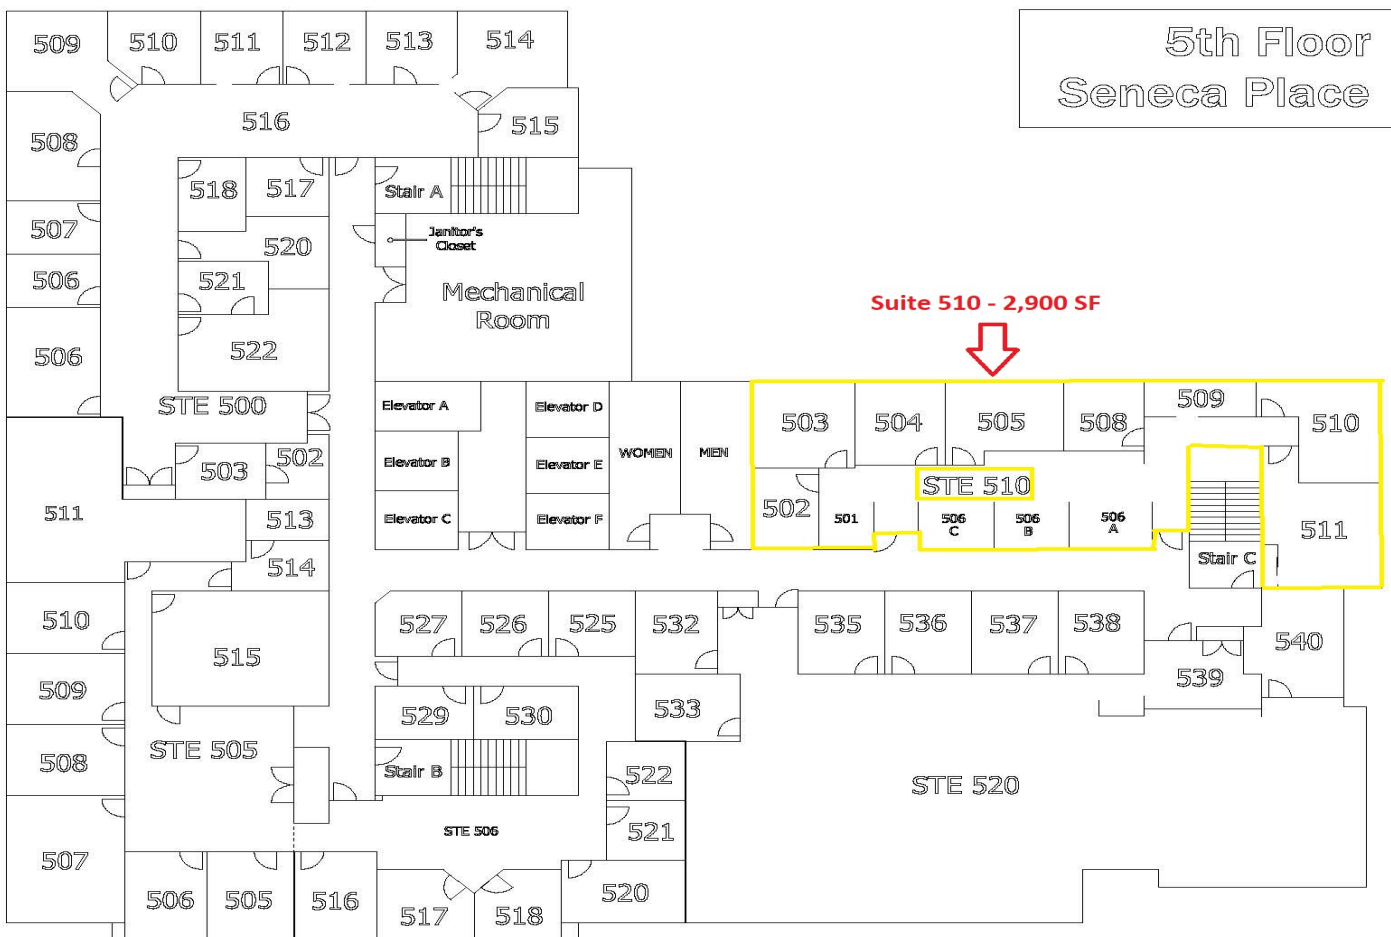 5th Floor
Seneca Place
509
510
511
512
513
514
516
515
508
518
517
Stair A
507
520
Janitor's
Closet
506
521
Mechanical
Room
Suite 510 - 2,900 SF
506
522
STE 500
Elevator A
Elevator D
503
504
505
508
509
510
503
502
Elevator B
Elevator E
WOMEN
MEN
STE 510
511
513
Elevator C
Elevator F
502
501
506
C
506
B
506
A
511
514
Stair C
510
527
526
525
532
535
536
537
538
515
540
509
529
530
533
539
STE 505
508
Stair B
522
STE 520
STE 506
521
507
506
505
516
517
518
520